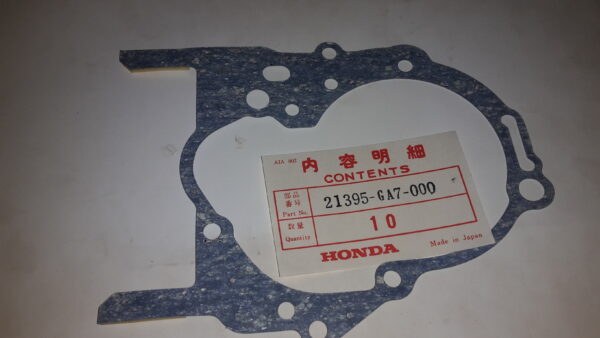 AIA 002
内容明細
CONTENTS
部品番号
Part No.
21395-GA7-000
数量
Quantity
10
HONDA
Made in Japan